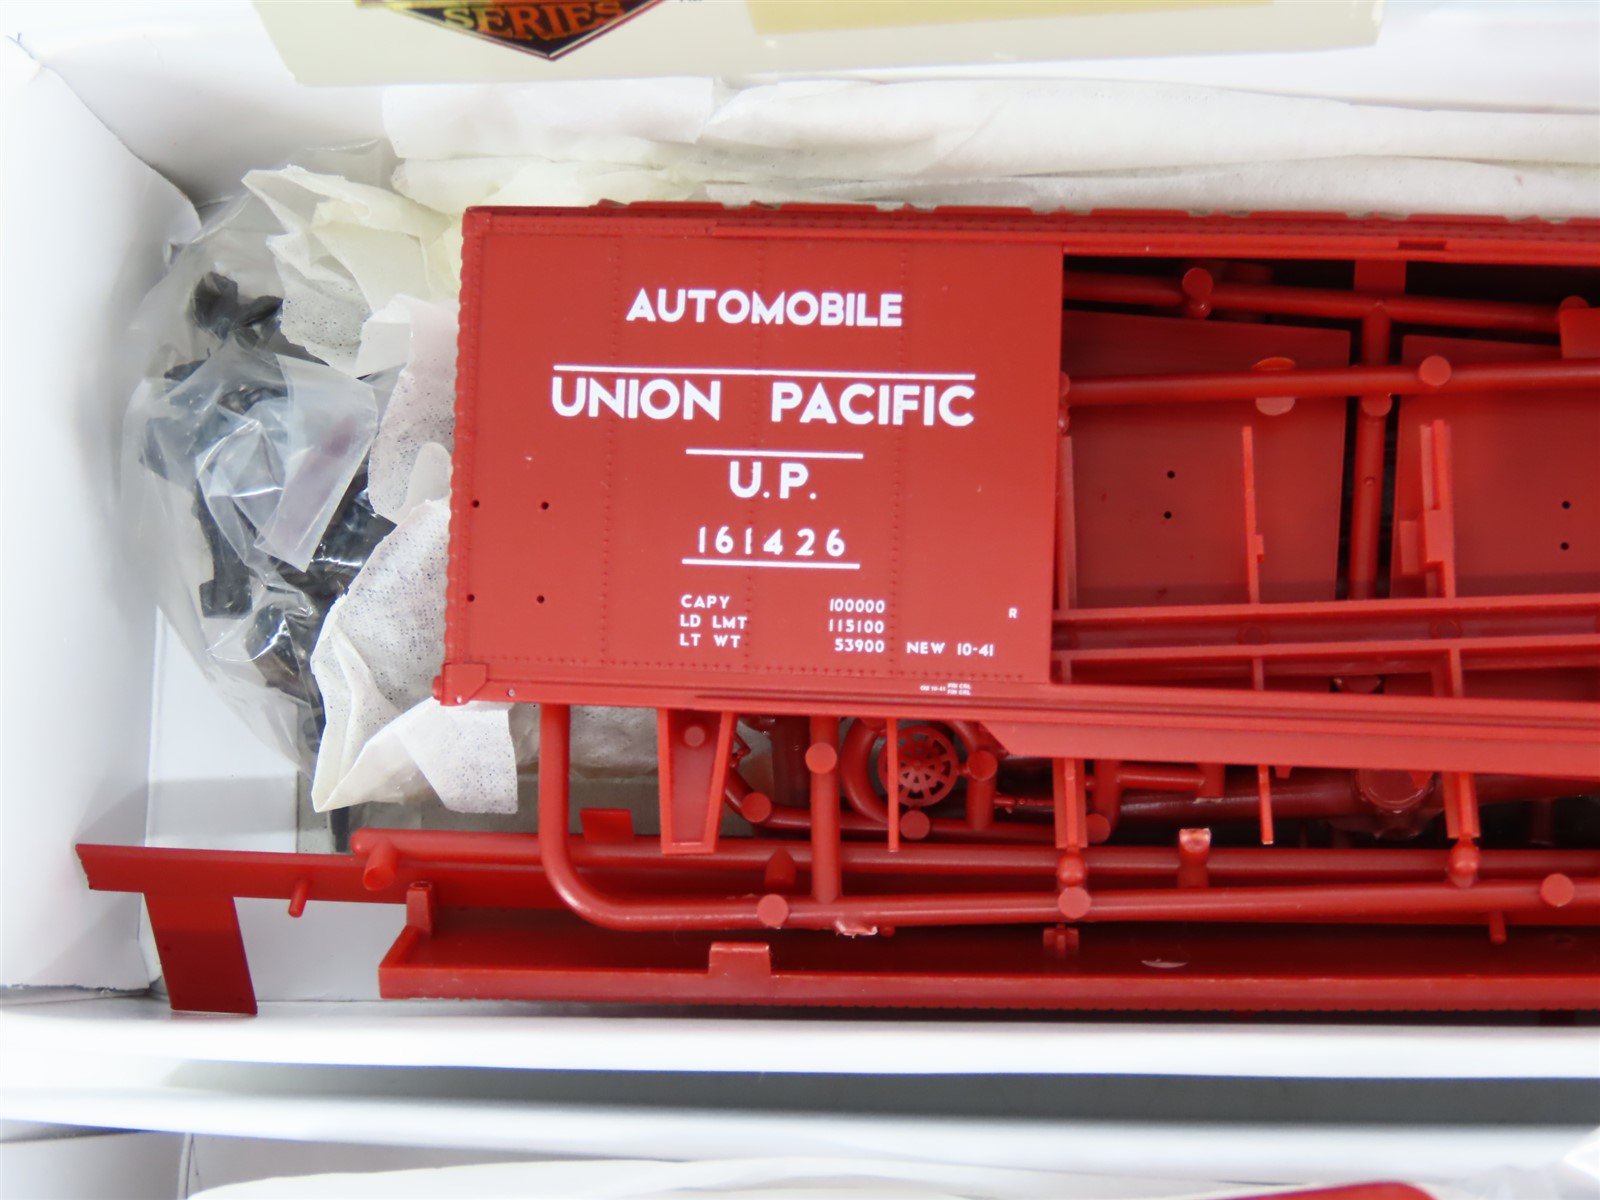 SERIES
AUTOMOBILE
UNION PACIFIC
U.P.
161426
CAPY 100000 R
LD LMT 115100
LT WT 53900 NEW 10-41